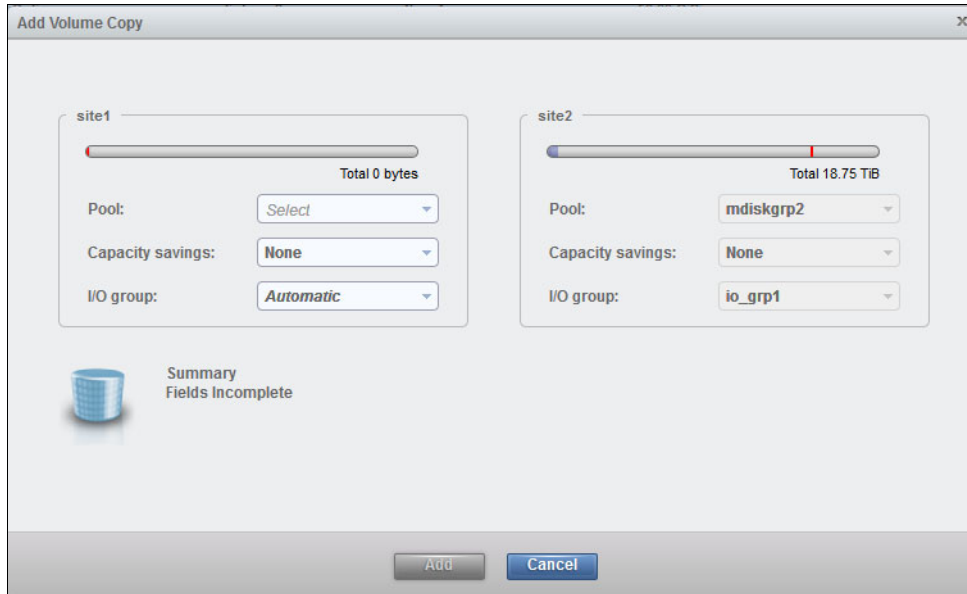 Add Volume Copy x
site1
Total 0 bytes
Pool: Select
Capacity savings: None
I/O group: Automatic
site2
Total 18.75 TiB
Pool: mdiskgrp2
Capacity savings: None
I/O group: io_grp1
Summary
Fields Incomplete
Add Cancel